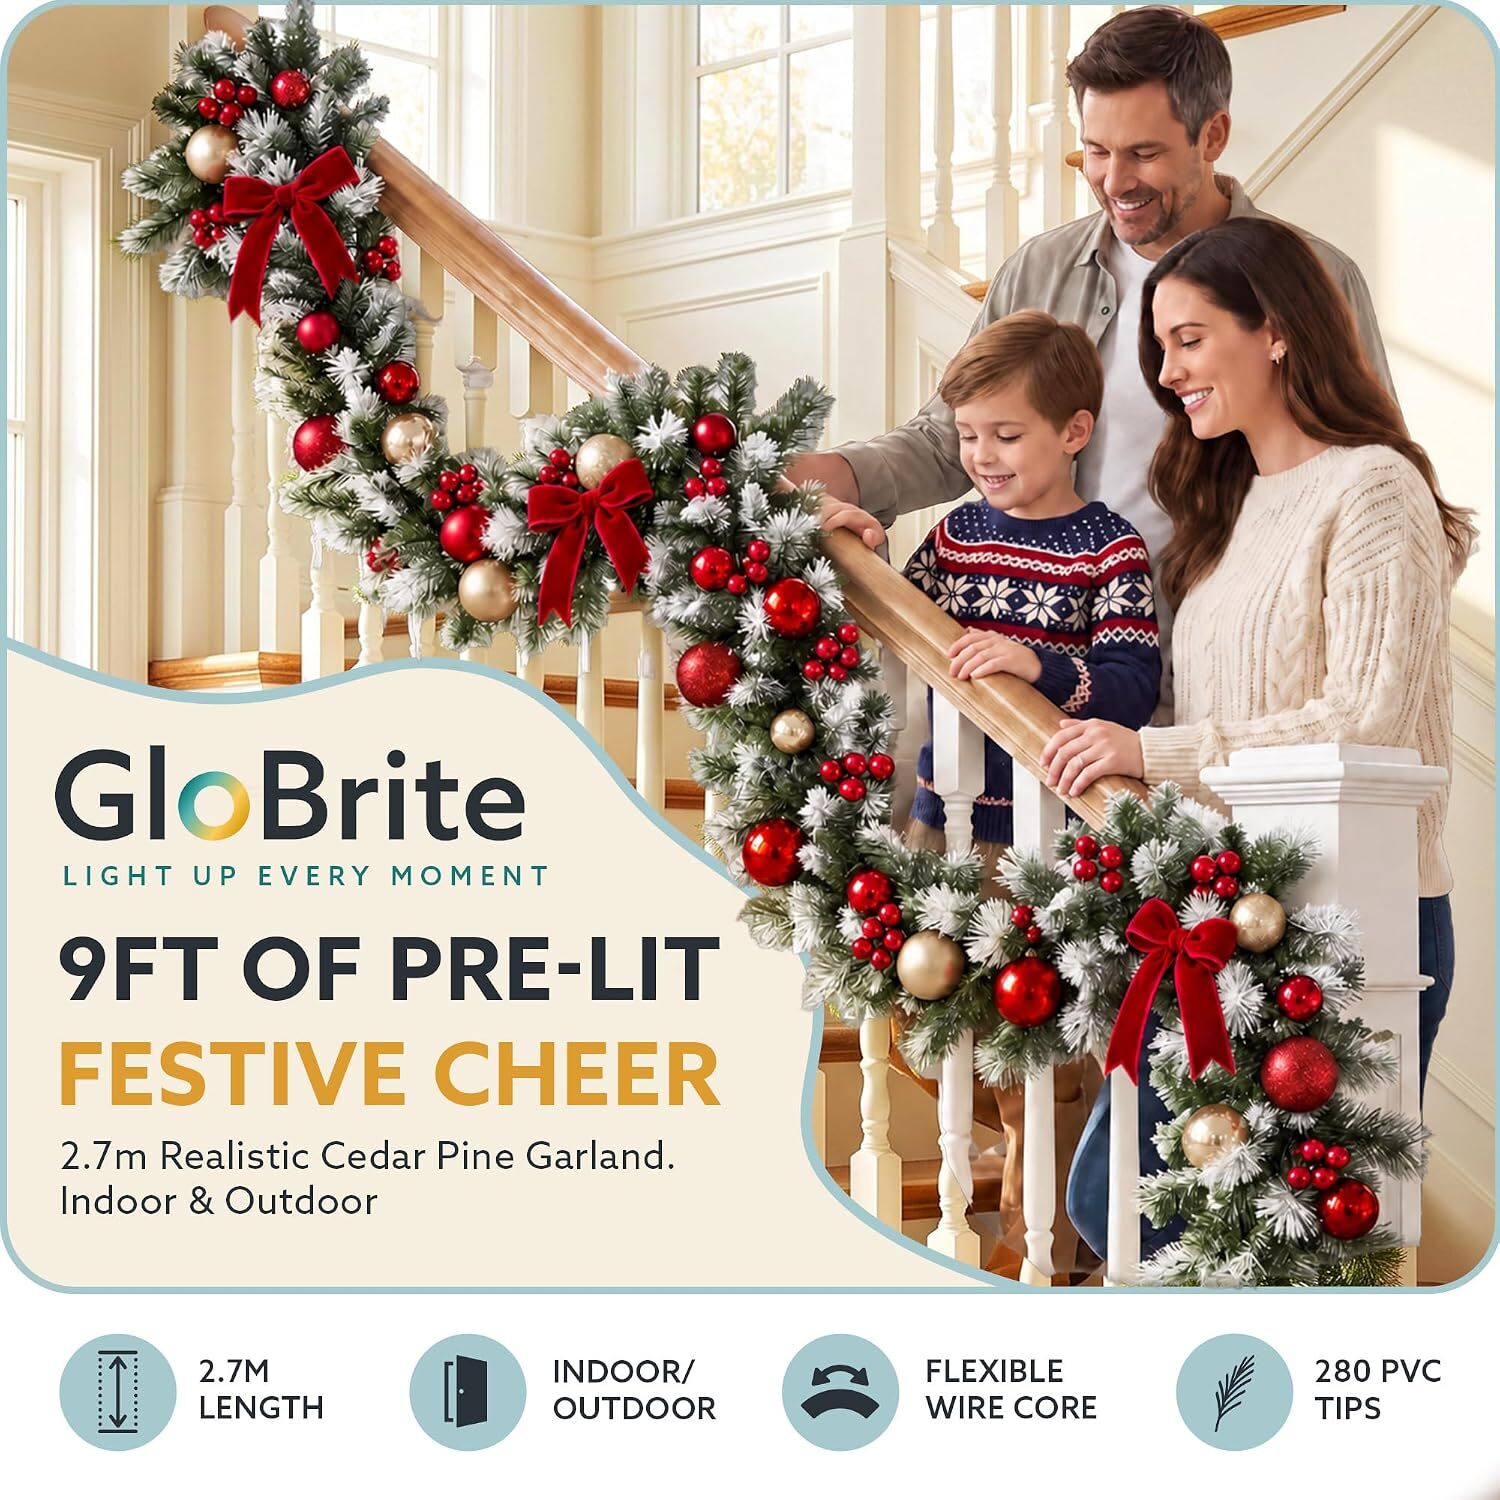 GloBrite
LIGHT UP EVERY MOMENT
9FT OF PRE-LIT
FESTIVE CHEER
2.7m Realistic Cedar Pine Garland.
Indoor & Outdoor
2.7M
LENGTH
INDOOR/
OUTDOOR
FLEXIBLE
WIRE CORE
280 PVC
TIPS